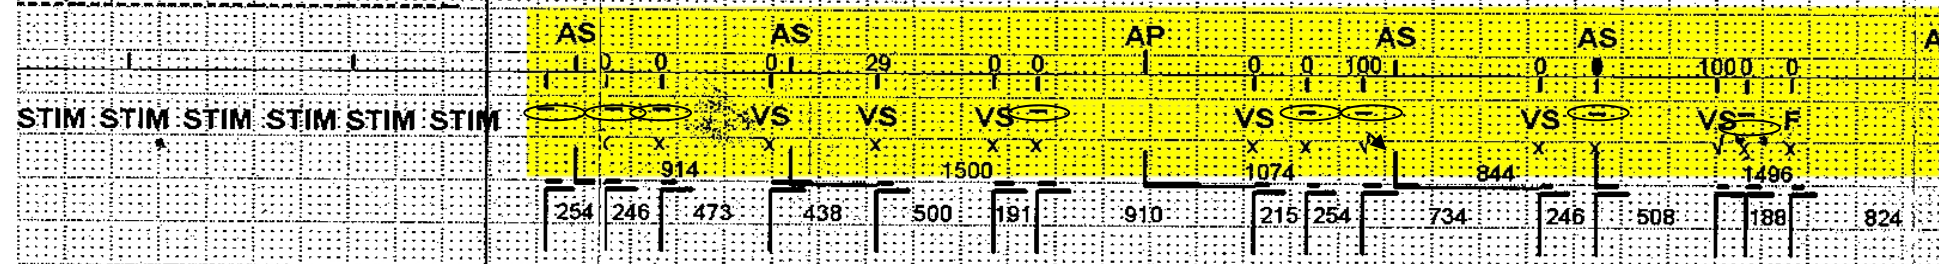 AS AS AP AS AS A
0 0 0 29 0 0 0 0 100 0 100 0 0
STIM STIM STIM STIM STIM STIM – – – VS VS VS – VS – – VS – VS – F
x x x x x x x √ x x √ x x
914 1500 1074 844 1496
254 246 473 438 500 191 910 215 254 734 246 508 188 824